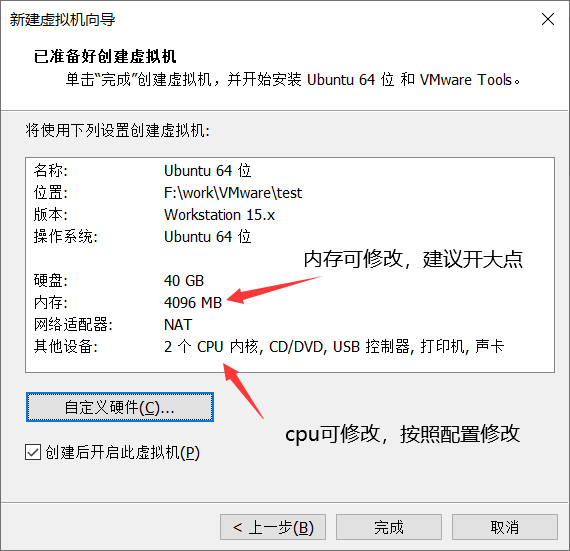 新建虚拟机向导
已准备好创建虚拟机
单击“完成”创建虚拟机，并开始安装 Ubuntu 64 位 和 VMware Tools。
将使用下列设置创建虚拟机:
名称: Ubuntu 64 位
位置: F:\work\VMware\test
版本: Workstation 15.x
操作系统: Ubuntu 64 位
内存可修改，建议开大点
硬盘: 40 GB
内存: 4096 MB
网络适配器: NAT
其他设备: 2 个 CPU 内核, CD/DVD, USB 控制器, 打印机, 声卡
自定义硬件(C)...
cpu可修改，按照配置修改
创建后开启此虚拟机(P)
< 上一步(B) 完成 取消